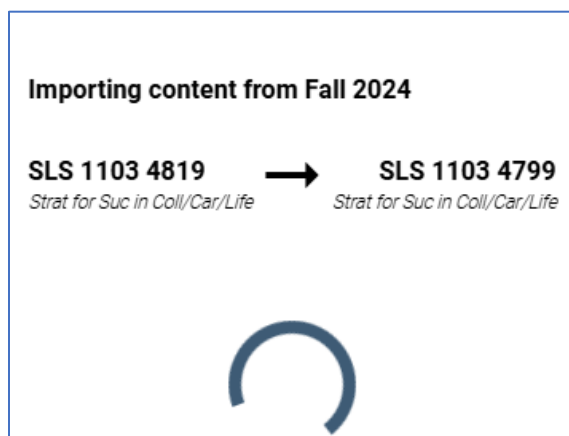 Importing content from Fall 2024
SLS 1103 4819 SLS 1103 4799
Strat for Suc in Coll/Car/Life Strat for Suc in Coll/Car/Life